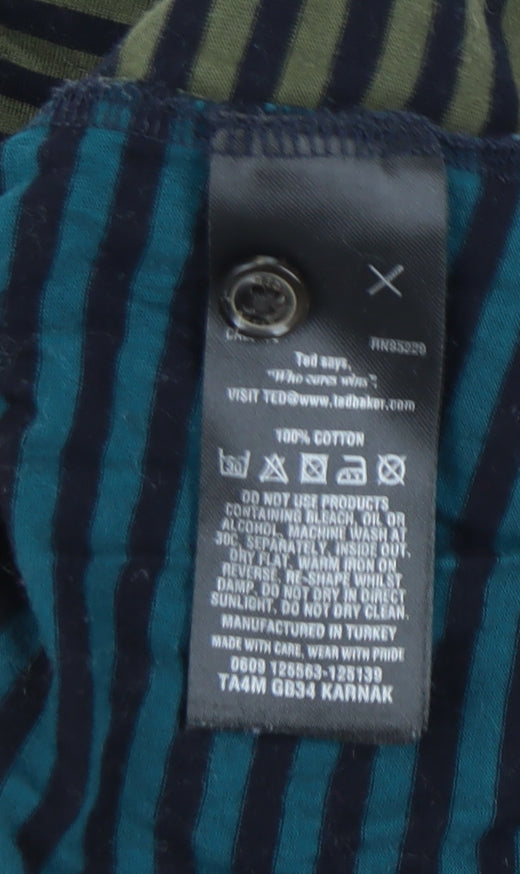 RN95229
Ted says,
"Who cares wins".
VISIT TED@www.tedbaker.com
100% COTTON
30
DO NOT USE PRODUCTS
CONTAINING BLEACH, OIL OR
ALCOHOL, MACHINE WASH AT
30C, SEPARATELY, INSIDE OUT,
DRY FLAT, WARM IRON ON
REVERSE, RE-SHAPE WHILST
DAMP, DO NOT DRY IN DIRECT
SUNLIGHT, DO NOT DRY CLEAN.
MANUFACTURED IN TURKEY
MADE WITH CARE, WEAR WITH PRIDE
0609 125563-125139
TA4M GB34 KARNAK